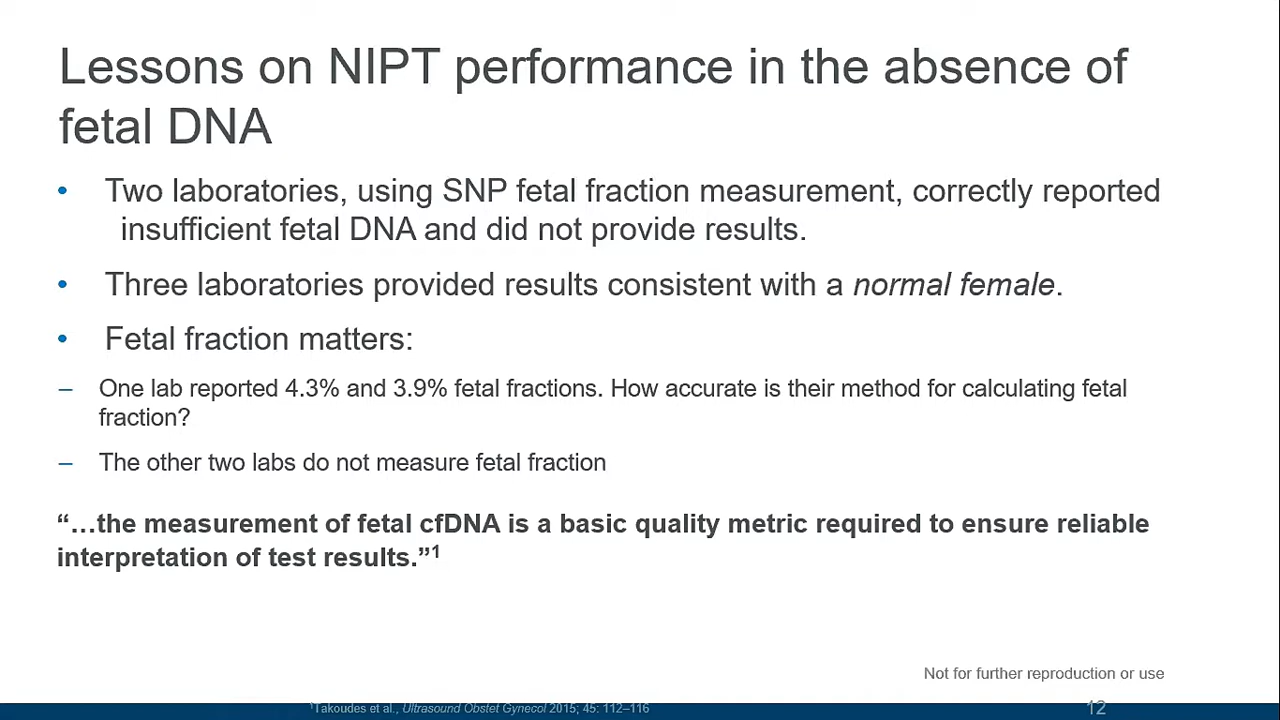 Lessons on NIPT performance in the absence of
fetal DNA
• Two laboratories, using SNP fetal fraction measurement, correctly reported
insufficient fetal DNA and did not provide results.
• Three laboratories provided results consistent with a normal female.
• Fetal fraction matters:
– One lab reported 4.3% and 3.9% fetal fractions. How accurate is their method for calculating fetal
fraction?
– The other two labs do not measure fetal fraction
“…the measurement of fetal cfDNA is a basic quality metric required to ensure reliable
interpretation of test results.”1
Not for further reproduction or use
1Takoudes et al., Ultrasound Obstet Gynecol 2015; 45: 112–116
12